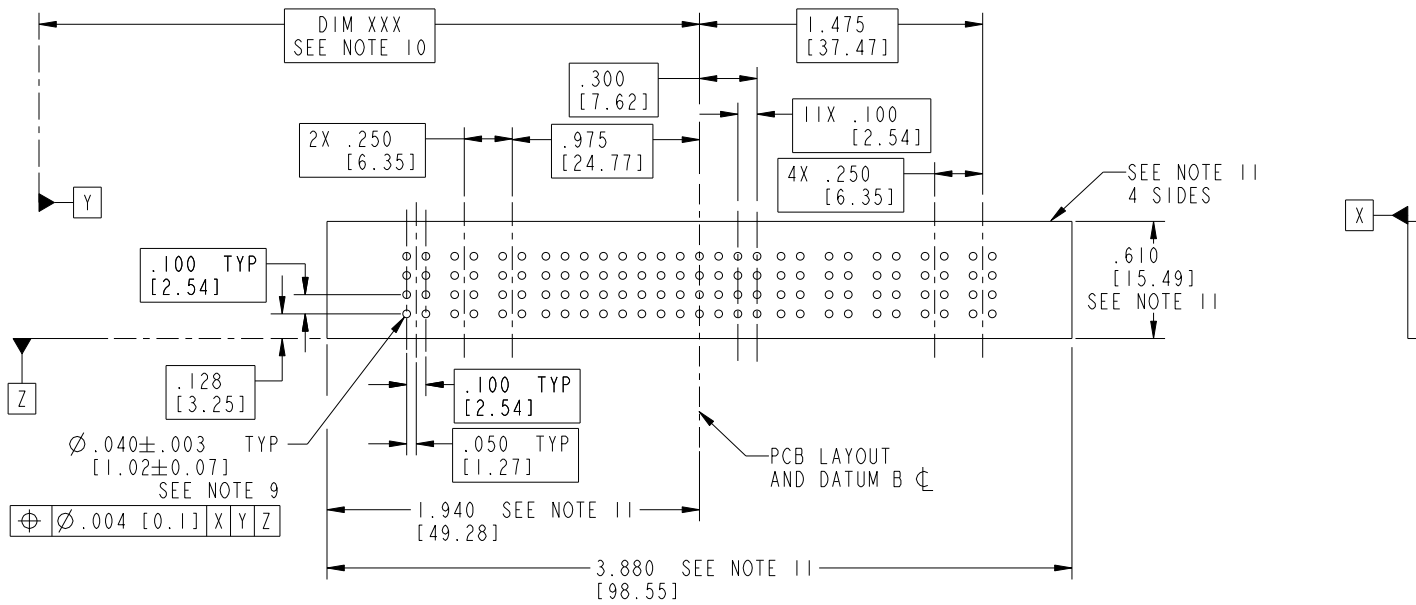 DIM XXX
SEE NOTE 10
1.475
[37.47]
.300
[7.62]
11X .100
[2.54]
2X .250
[6.35]
.975
[24.77]
4X .250
[6.35]
SEE NOTE 11
4 SIDES
Y
X
.100 TYP
[2.54]
.610
[15.49]
SEE NOTE 11
Z
.128
[3.25]
.100 TYP
[2.54]
Ø.040±.003 TYP
[1.02±0.07]
SEE NOTE 9
.050 TYP
[1.27]
PCB LAYOUT
AND DATUM B ℄
⌖ Ø.004 [0.1] X Y Z
1.940 SEE NOTE 11
[49.28]
3.880 SEE NOTE 11
[98.55]